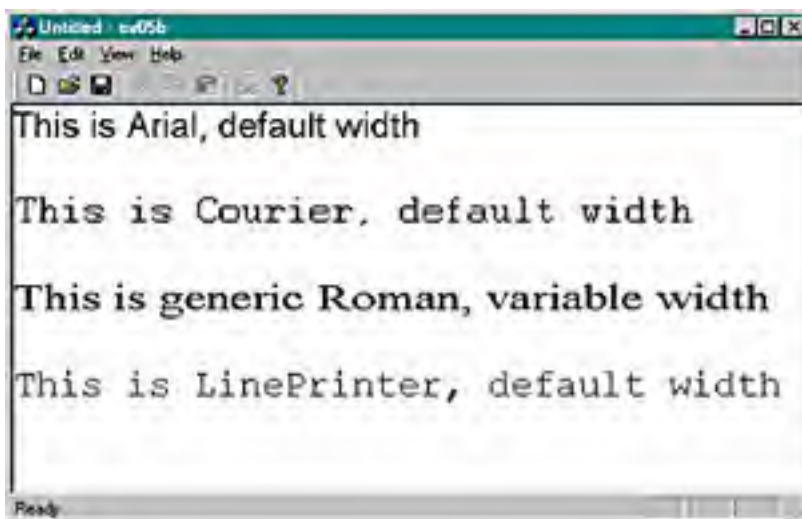 Untitled - ex05b
File Edit View Help
This is Arial, default width
This is Courier, default width
This is generic Roman, variable width
This is LinePrinter, default width
Ready